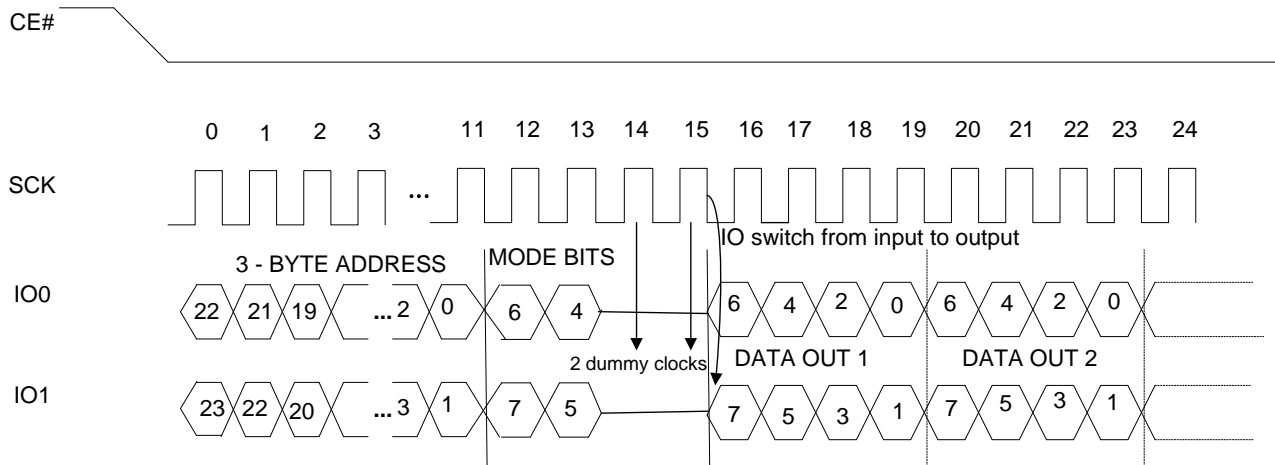 CE#
0 1 2 3 11 12 13 14 15 16 17 18 19 20 21 22 23 24
SCK
...
IO switch from input to output
3 - BYTE ADDRESS MODE BITS
IO0
22 21 19 ... 2 0 6 4 6 4 2 0 6 4 2 0
2 dummy clocks DATA OUT 1 DATA OUT 2
IO1
23 22 20 ... 3 1 7 5 7 5 3 1 7 5 3 1